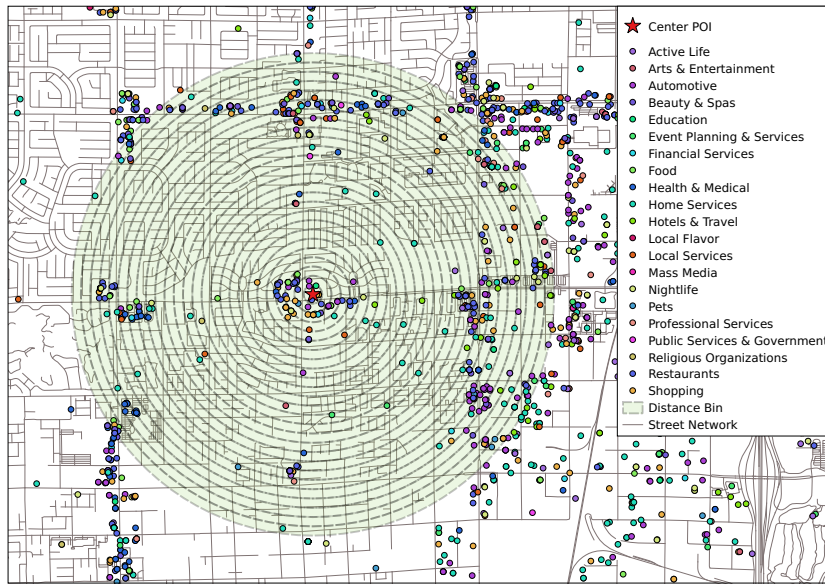 Center POI
Active Life
Arts & Entertainment
Automotive
Beauty & Spas
Education
Event Planning & Services
Financial Services
Food
Health & Medical
Home Services
Hotels & Travel
Local Flavor
Local Services
Mass Media
Nightlife
Pets
Professional Services
Public Services & Government
Religious Organizations
Restaurants
Shopping
Distance Bin
Street Network